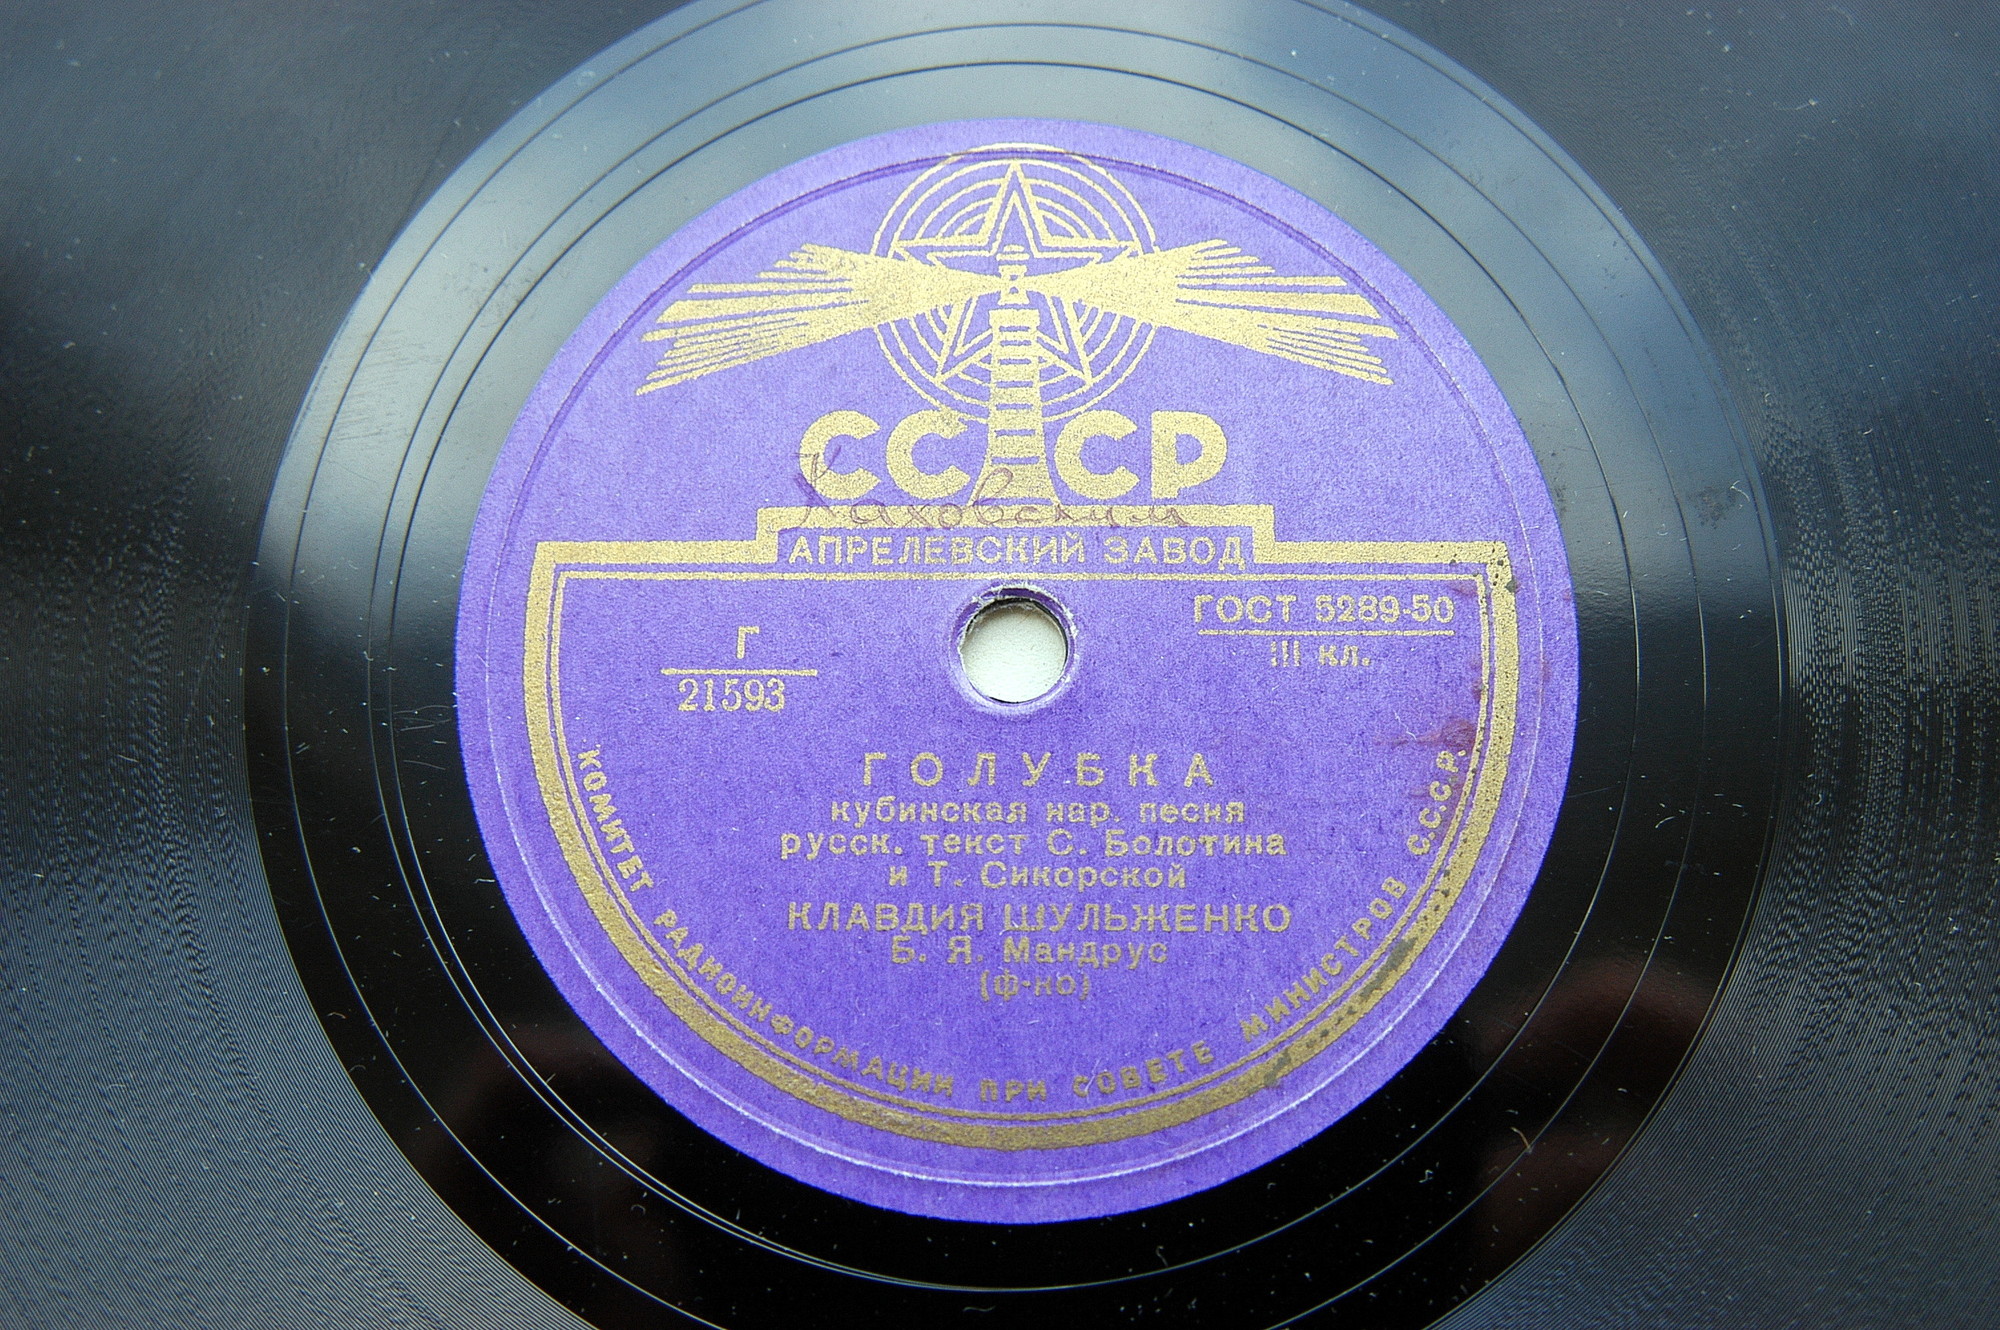 СССР
Каховский
АПРЕЛЕВСКИЙ ЗАВОД
ГОСТ 5289-50
III кл.
Г
21593
ГОЛУБКА
кубинская нар. песня
русск. текст С. Болотина
и Т. Сикорской
КЛАВДИЯ ШУЛЬЖЕНКО
Б. Я. Мандрус
(ф-но)
КОМИТЕТ РАДИОИНФОРМАЦИИ ПРИ СОВЕТЕ МИНИСТРОВ С.С.С.Р.